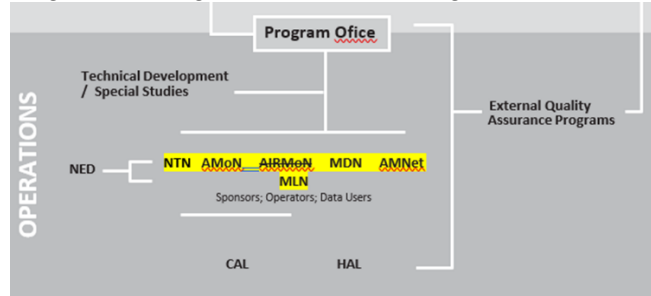 Program Ofice
Technical Development
/ Special Studies
External Quality
Assurance Programs
OPERATIONS
NED
NTN AMoN AIRMoN MDN AMNet
MLN
Sponsors; Operators; Data Users
CAL HAL